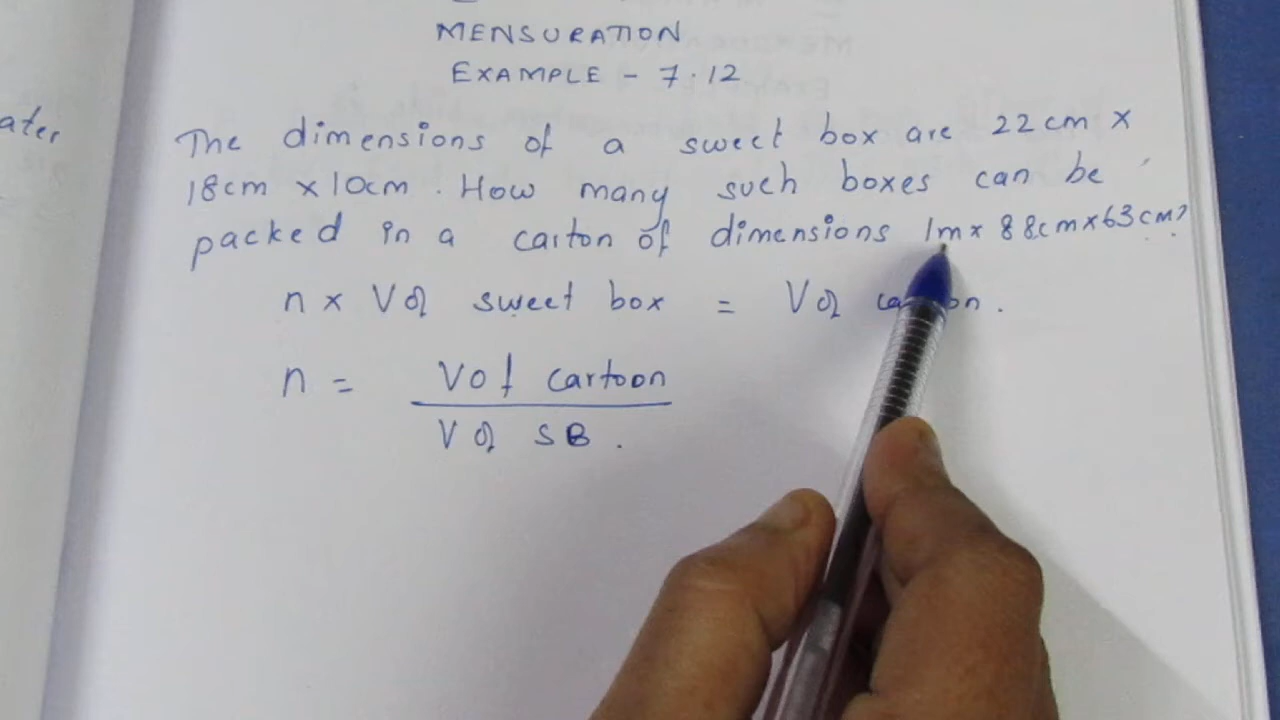 MENSURATION
EXAMPLE - 7.12
ater
The dimensions of a sweet box are 22cm x
18cm x 10cm. How many such boxes can be
packed in a carton of dimensions 1m x 88cm x 63cm?
n x V of sweet box = V of
n = V of cartoon
V of SB.